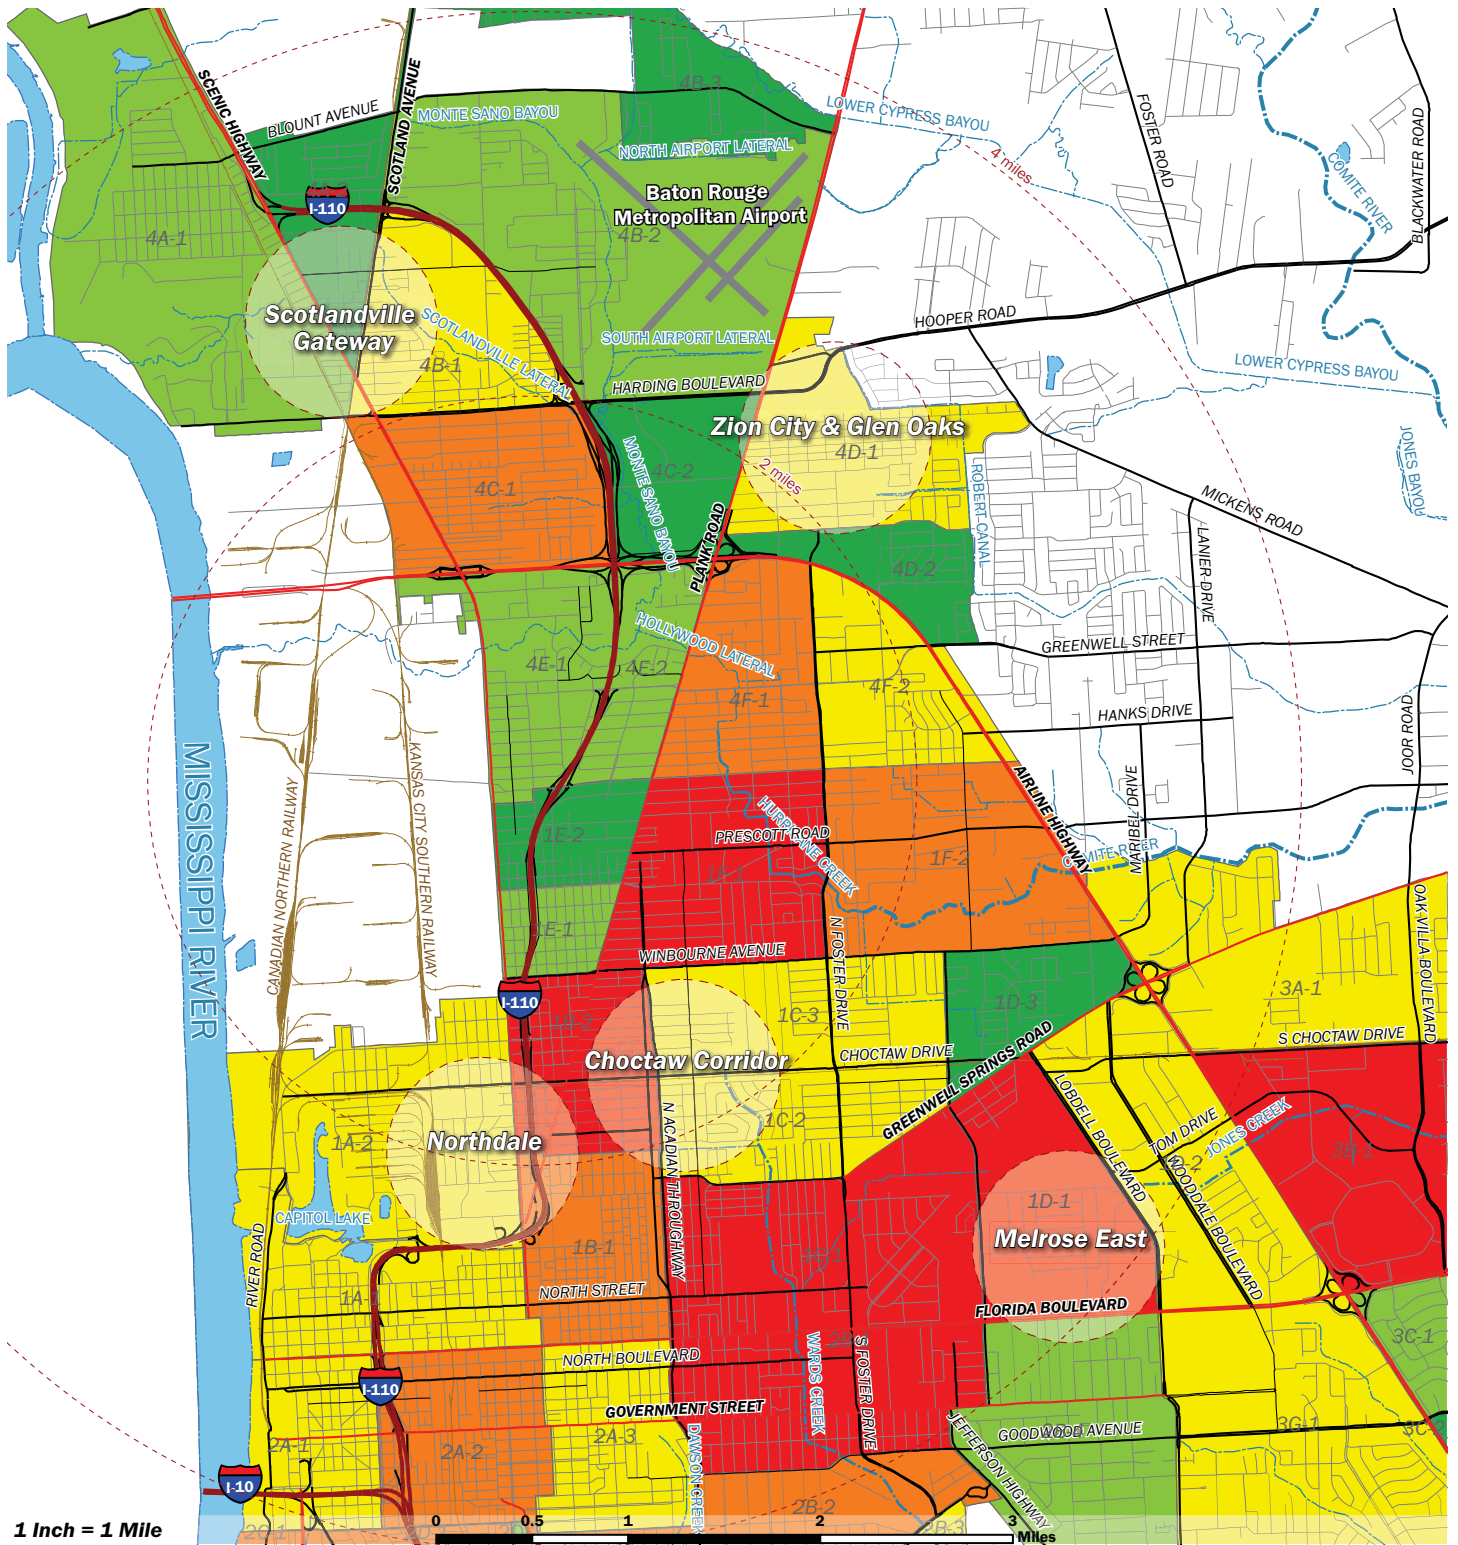 4B-3
SCENIC HIGHWAY
BLOUNT AVENUE
SCOTLAND AVENUE
MONTE SANO BAYOU
LOWER CYPRESS BAYOU
FOSTER ROAD
BLACKWATER ROAD
NORTH AIRPORT LATERAL
4 miles
COMITE RIVER
I-110
Baton Rouge
Metropolitan Airport
4A-1
4B-2
Scotlandville
Gateway
SCOTLANDVILLE LATERAL
SOUTH AIRPORT LATERAL
HOOPER ROAD
4B-1
LOWER CYPRESS BAYOU
HARDING BOULEVARD
Zion City & Glen Oaks
4D-1
JONES BAYOU
MONTE SANO BAYOU
4C-2
2 miles
4C-1
ROBERT CANAL
MICKENS ROAD
PLANK ROAD
LANIER DRIVE
4D-2
HOLLYWOOD LATERAL
GREENWELL STREET
4E-1
4E-2
4F-1
4F-2
HANKS DRIVE
JOOR ROAD
MISSISSIPPI RIVER
CANADIAN NORTHERN RAILWAY
KANSAS CITY SOUTHERN RAILWAY
AIRLINE HIGHWAY
MARIBEL DRIVE
HURRICANE CREEK
PRESCOTT ROAD
1E-2
1F-2
COMITE RIVER
1E-1
N FOSTER DRIVE
WINBOURNE AVENUE
OAK VILLA BOULEVARD
I-110
1D-3
3A-1
1C-3
Choctaw Corridor
CHOCTAW DRIVE
S CHOCTAW DRIVE
GREENWELL SPRINGS ROAD
LOBDELL BOULEVARD
N ACADIAN THROUGHWAY
1C-2
TOM DRIVE
JONES CREEK
Northdale
1A-2
3B-1
WOODDALE BOULEVARD
1D-1
CAPITOL LAKE
Melrose East
1B-1
RIVER ROAD
NORTH STREET
FLORIDA BOULEVARD
3C-1
NORTH BOULEVARD
WARDS CREEK
S FOSTER DRIVE
I-110
GOVERNMENT STREET
JEFFERSON HIGHWAY
GOODWOOD AVENUE
3G-1
2A-1
2A-2
2A-3
DAWSON CREEK
I-10
2B-2
2B-3
1 Inch = 1 Mile
0 0.5 1 2 3
Miles